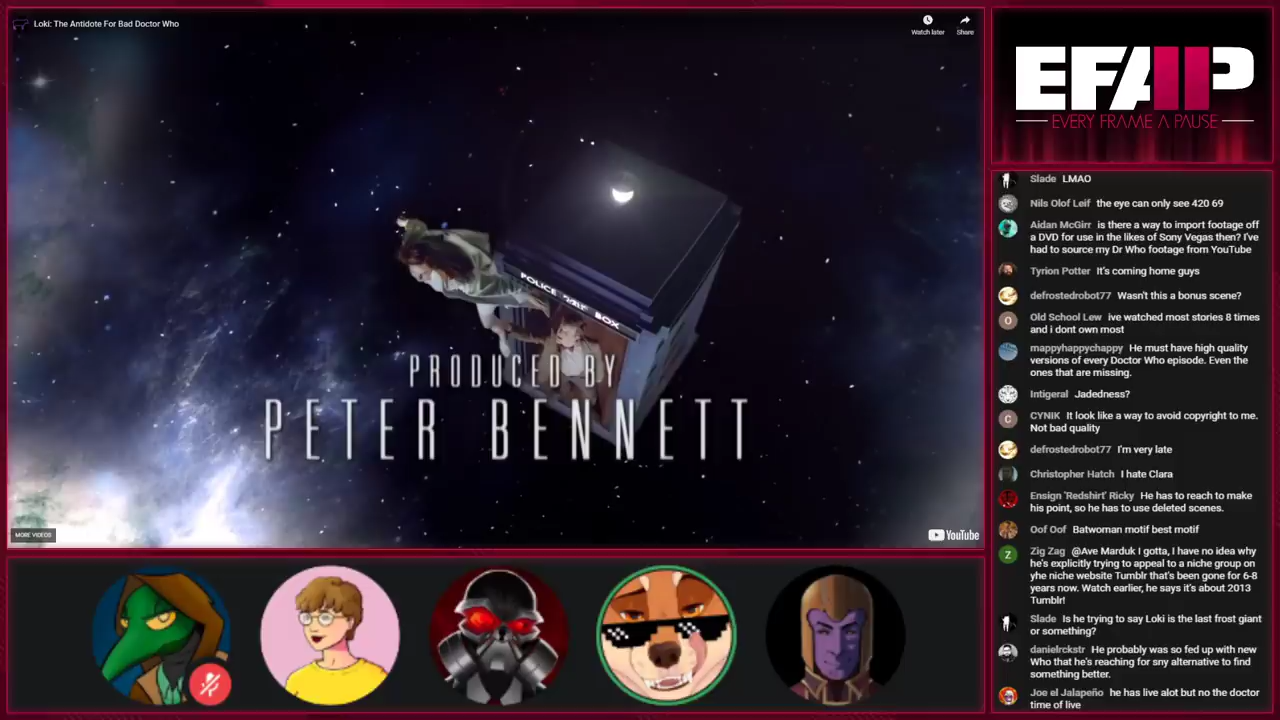 Loki: The Antidote For Bad Doctor Who
Watch later
Share
POLICE BOX
PRODUCED BY
PETER BENNETT
MORE VIDEOS
YouTube
EFAP
EVERY FRAME A PAUSE
Slade LMAO
Nils Olof Leif the eye can only see 420 69
Aidan McGirr is there a way to import footage off
a DVD for use in the likes of Sony Vegas then? I've
had to source my Dr Who footage from YouTube
Tyrion Potter It's coming home guys
defrostedrobot77 Wasn't this a bonus scene?
Old School Lew ive watched most stories 8 times
and i dont own most
mappyhappychappy He must have high quality
versions of every Doctor Who episode. Even the
ones that are missing.
Intigeral Jadedness?
CYNIK It look like a way to avoid copyright to me.
Not bad quality
defrostedrobot77 I'm very late
Christopher Hatch I hate Clara
Ensign 'Redshirt' Ricky He has to reach to make
his point, so he has to use deleted scenes.
Oof Oof Batwoman motif best motif
Zig Zag @Ave Marduk I gotta, I have no idea why
he's explicitly trying to appeal to a niche group on
yhe niche website Tumblr that's been gone for 6-8
years now. Watch earlier, he says it's about 2013
Tumblr!
Slade Is he trying to say Loki is the last frost giant
or something?
danielrckstr He probably was so fed up with new
Who that he's reaching for sny alternative to find
something better.
Joe el Jalapeño he has live alot but no the doctor
time of live